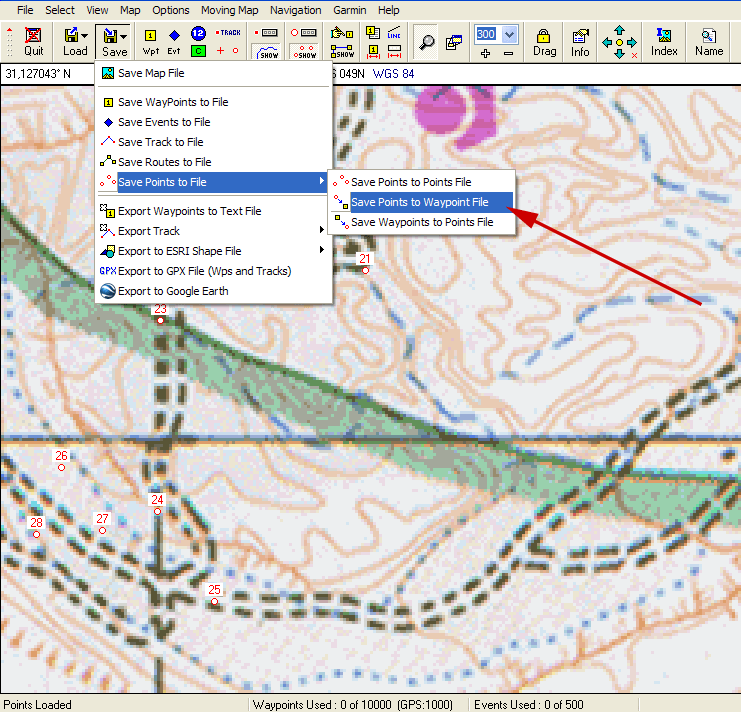 File Select View Map Options Moving Map Navigation Garmin Help
Quit Load Save Wpt Evt 12 C TRACK SHOW SHOW SHOW LINE 1 300 Drag Info Index Name
31,127043° N S 049N WGS 84
Save Map File
Save WayPoints to File
Save Events to File
Save Track to File
Save Routes to File
Save Points to File
Export Waypoints to Text File
Export Track
Export to ESRI Shape File
GPX Export to GPX File (Wps and Tracks)
Export to Google Earth
Save Points to Points File
Save Points to Waypoint File
Save Waypoints to Points File
21
23
26
24
27
28
25
Points Loaded Waypoints Used : 0 of 10000 (GPS:1000) Events Used : 0 of 500